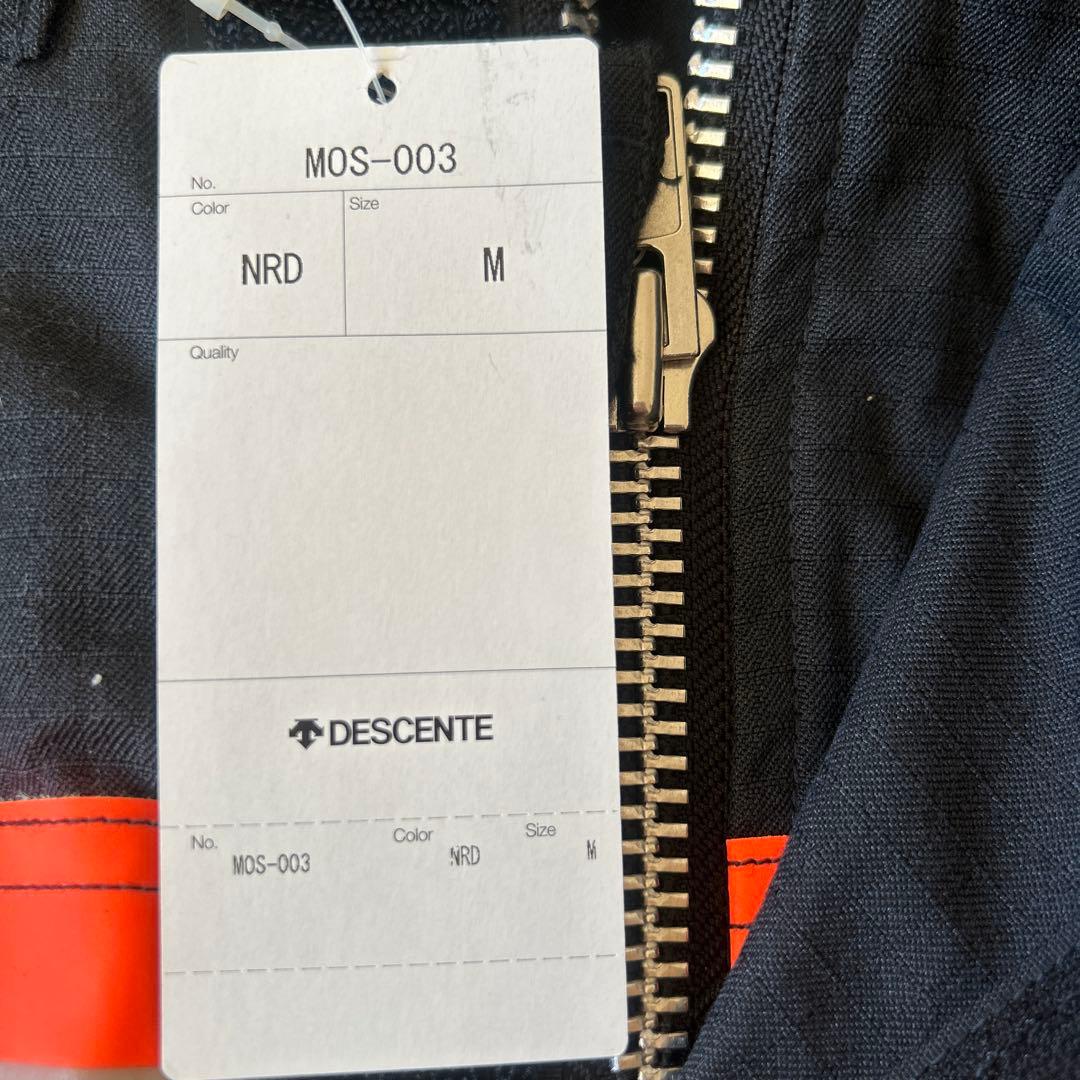 No. MOS-003
Color Size
NRD M
Quality
DESCENTE
No. Color Size
MOS-003 NRD M